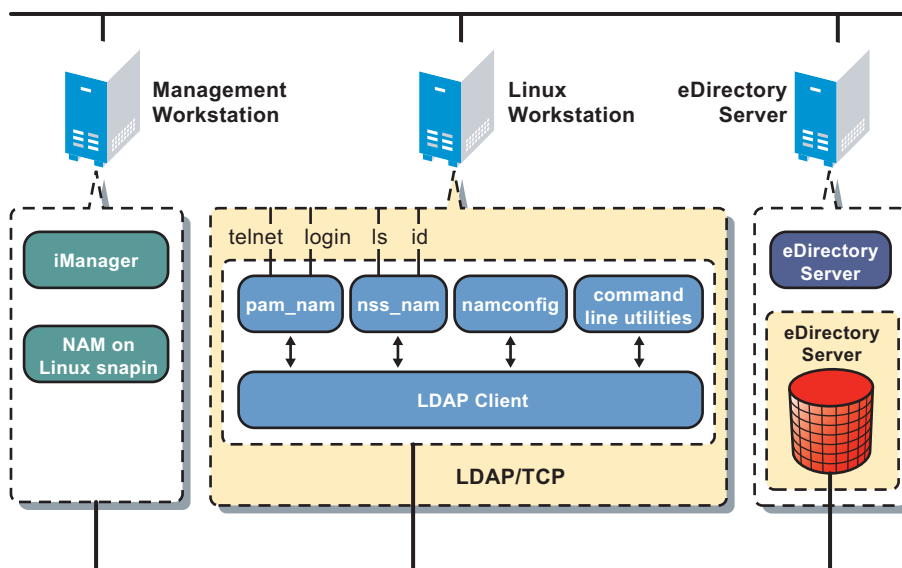 Management
Workstation
Linux
Workstation
eDirectory
Server
telnet login ls id
iManager
NAM on
Linux snapin
pam_nam
nss_nam
namconfig
command
line utilities
LDAP Client
LDAP/TCP
eDirectory
Server
eDirectory
Server